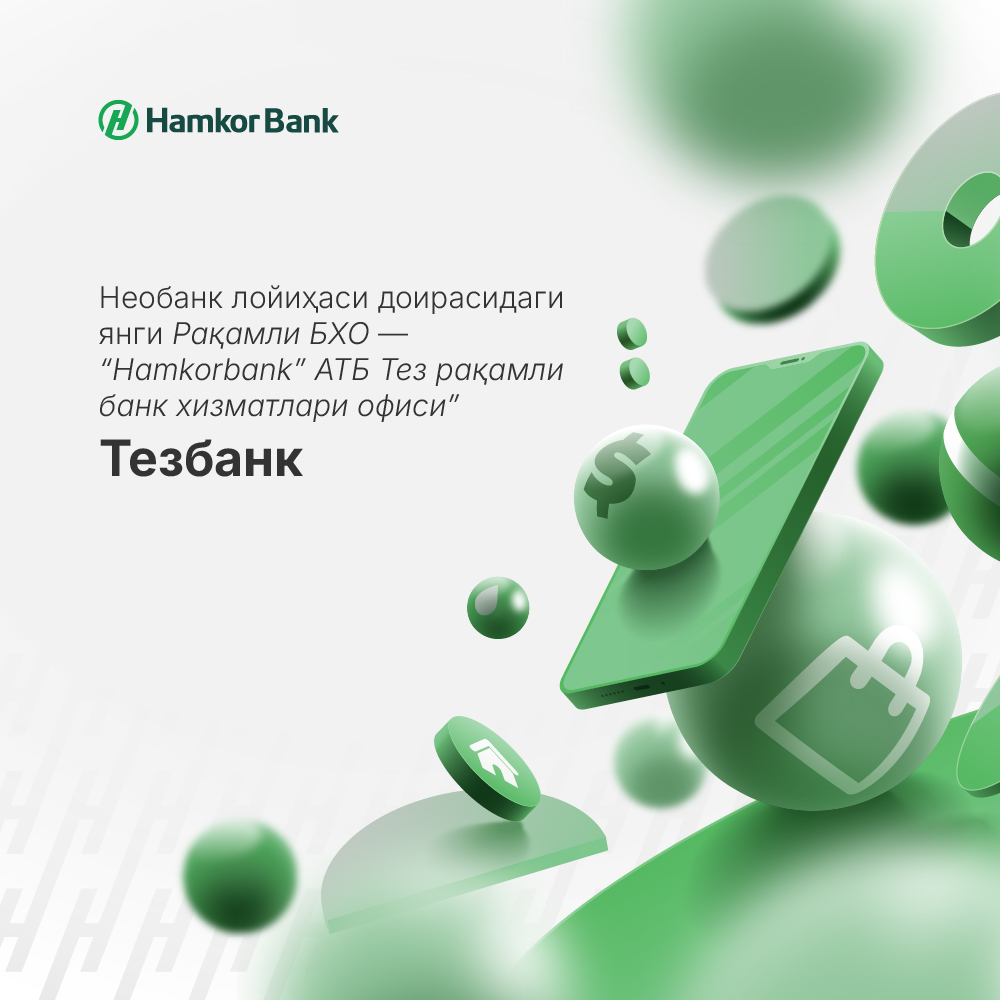 Hamkor Bank
Необанк лойиҳаси доирасидаги
янги Рақамли БХО —
“Hamkorbank” АТБ Тез рақамли
банк хизматлари офиси”
Тезбанк
$